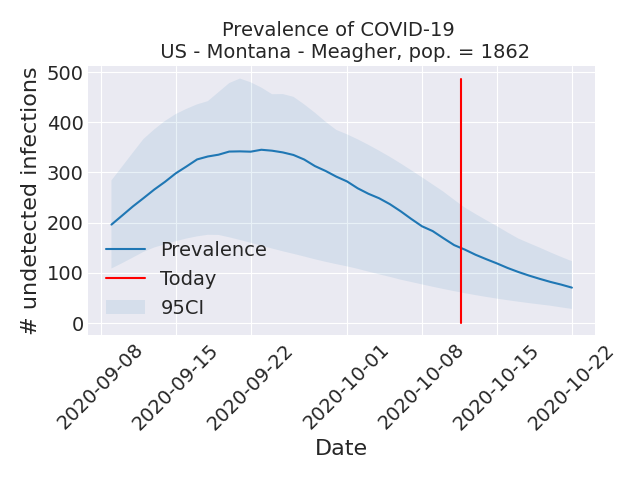 Prevalence of COVID-19
US - Montana - Meagher, pop. = 1862
# undetected infections
500
400
300
200
100
0
Prevalence
Today
95CI
2020-09-08
2020-09-15
2020-09-22
2020-10-01
2020-10-08
2020-10-15
2020-10-22
Date